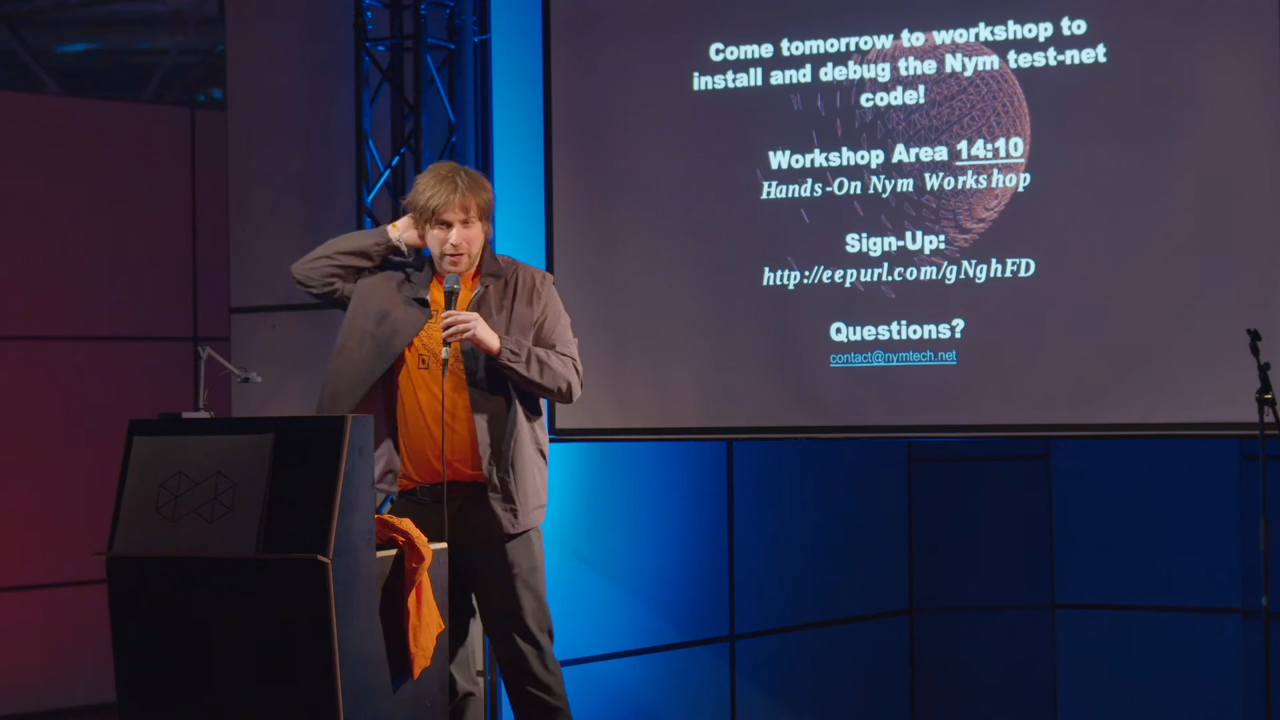 Come tomorrow to workshop to
install and debug the Nym test-net
code!
Workshop Area 14:10
Hands-On Nym Workshop
Sign-Up:
http://eepurl.com/gNghFD
Questions?
contact@nymtech.net